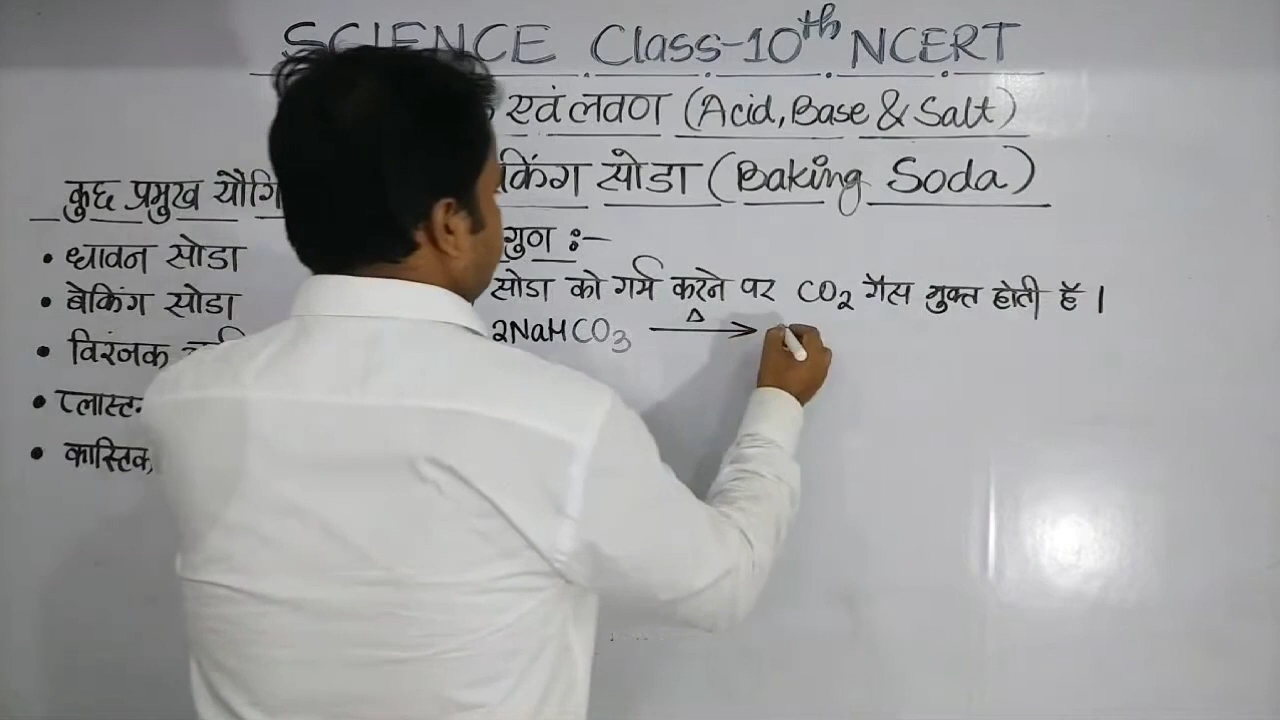 SCIENCE Class-10th NCERT
एवं लवण (Acid, Base & Salt)
कुछ प्रमुख
किंग सोडा (Baking Soda)
गुण :-
• धावन सोडा
सोडा को गर्म करने पर CO2 गैस मुक्त होती है ।
• बेकिंग सोडा
2NaHCO3 Δ →
• विरंजक
• प्लास्ट
• कास्टिक